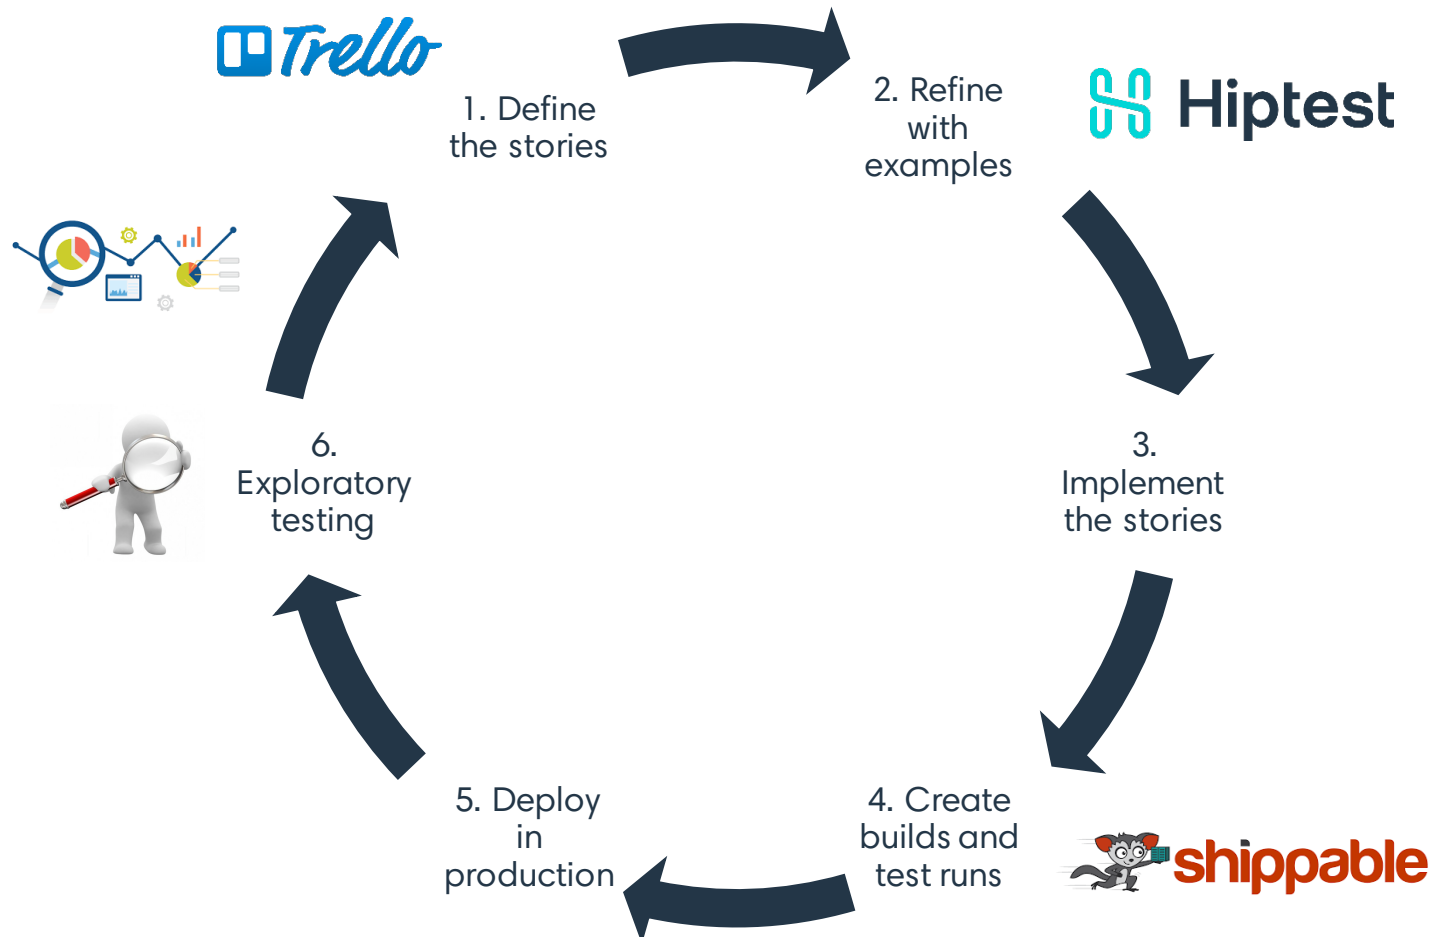 Trello
1. Define
the stories
2. Refine
with
examples
Hiptest
3.
Implement
the stories
4. Create
builds and
test runs
shippable
5. Deploy
in
production
6.
Exploratory
testing